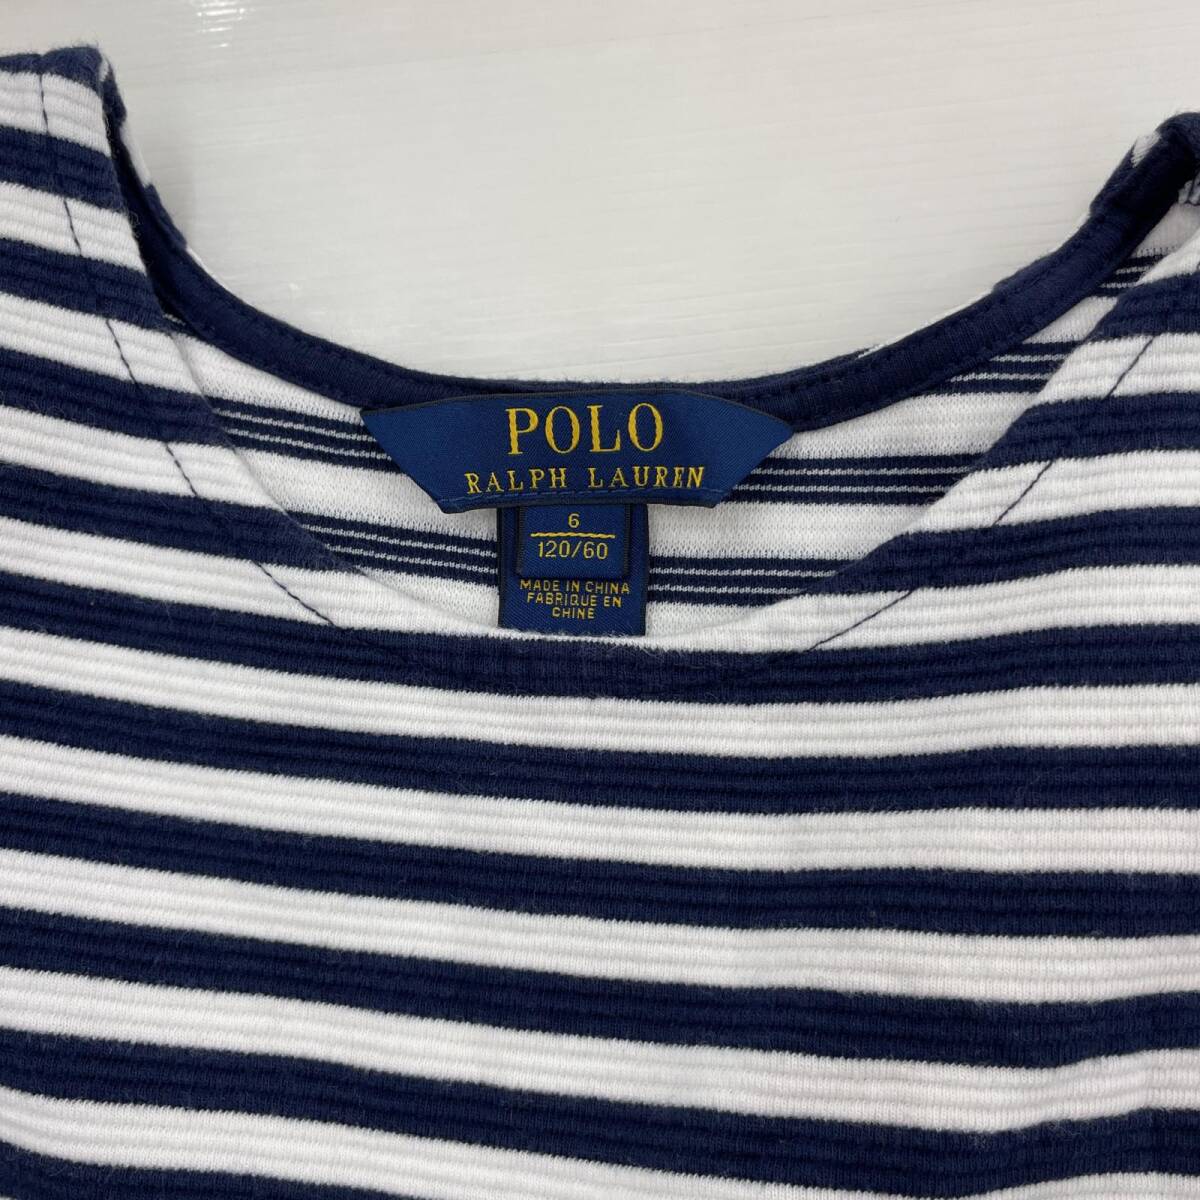 POLO
RALPH LAUREN
6
120/60
MADE IN CHINA
FABRIQUE EN
CHINE